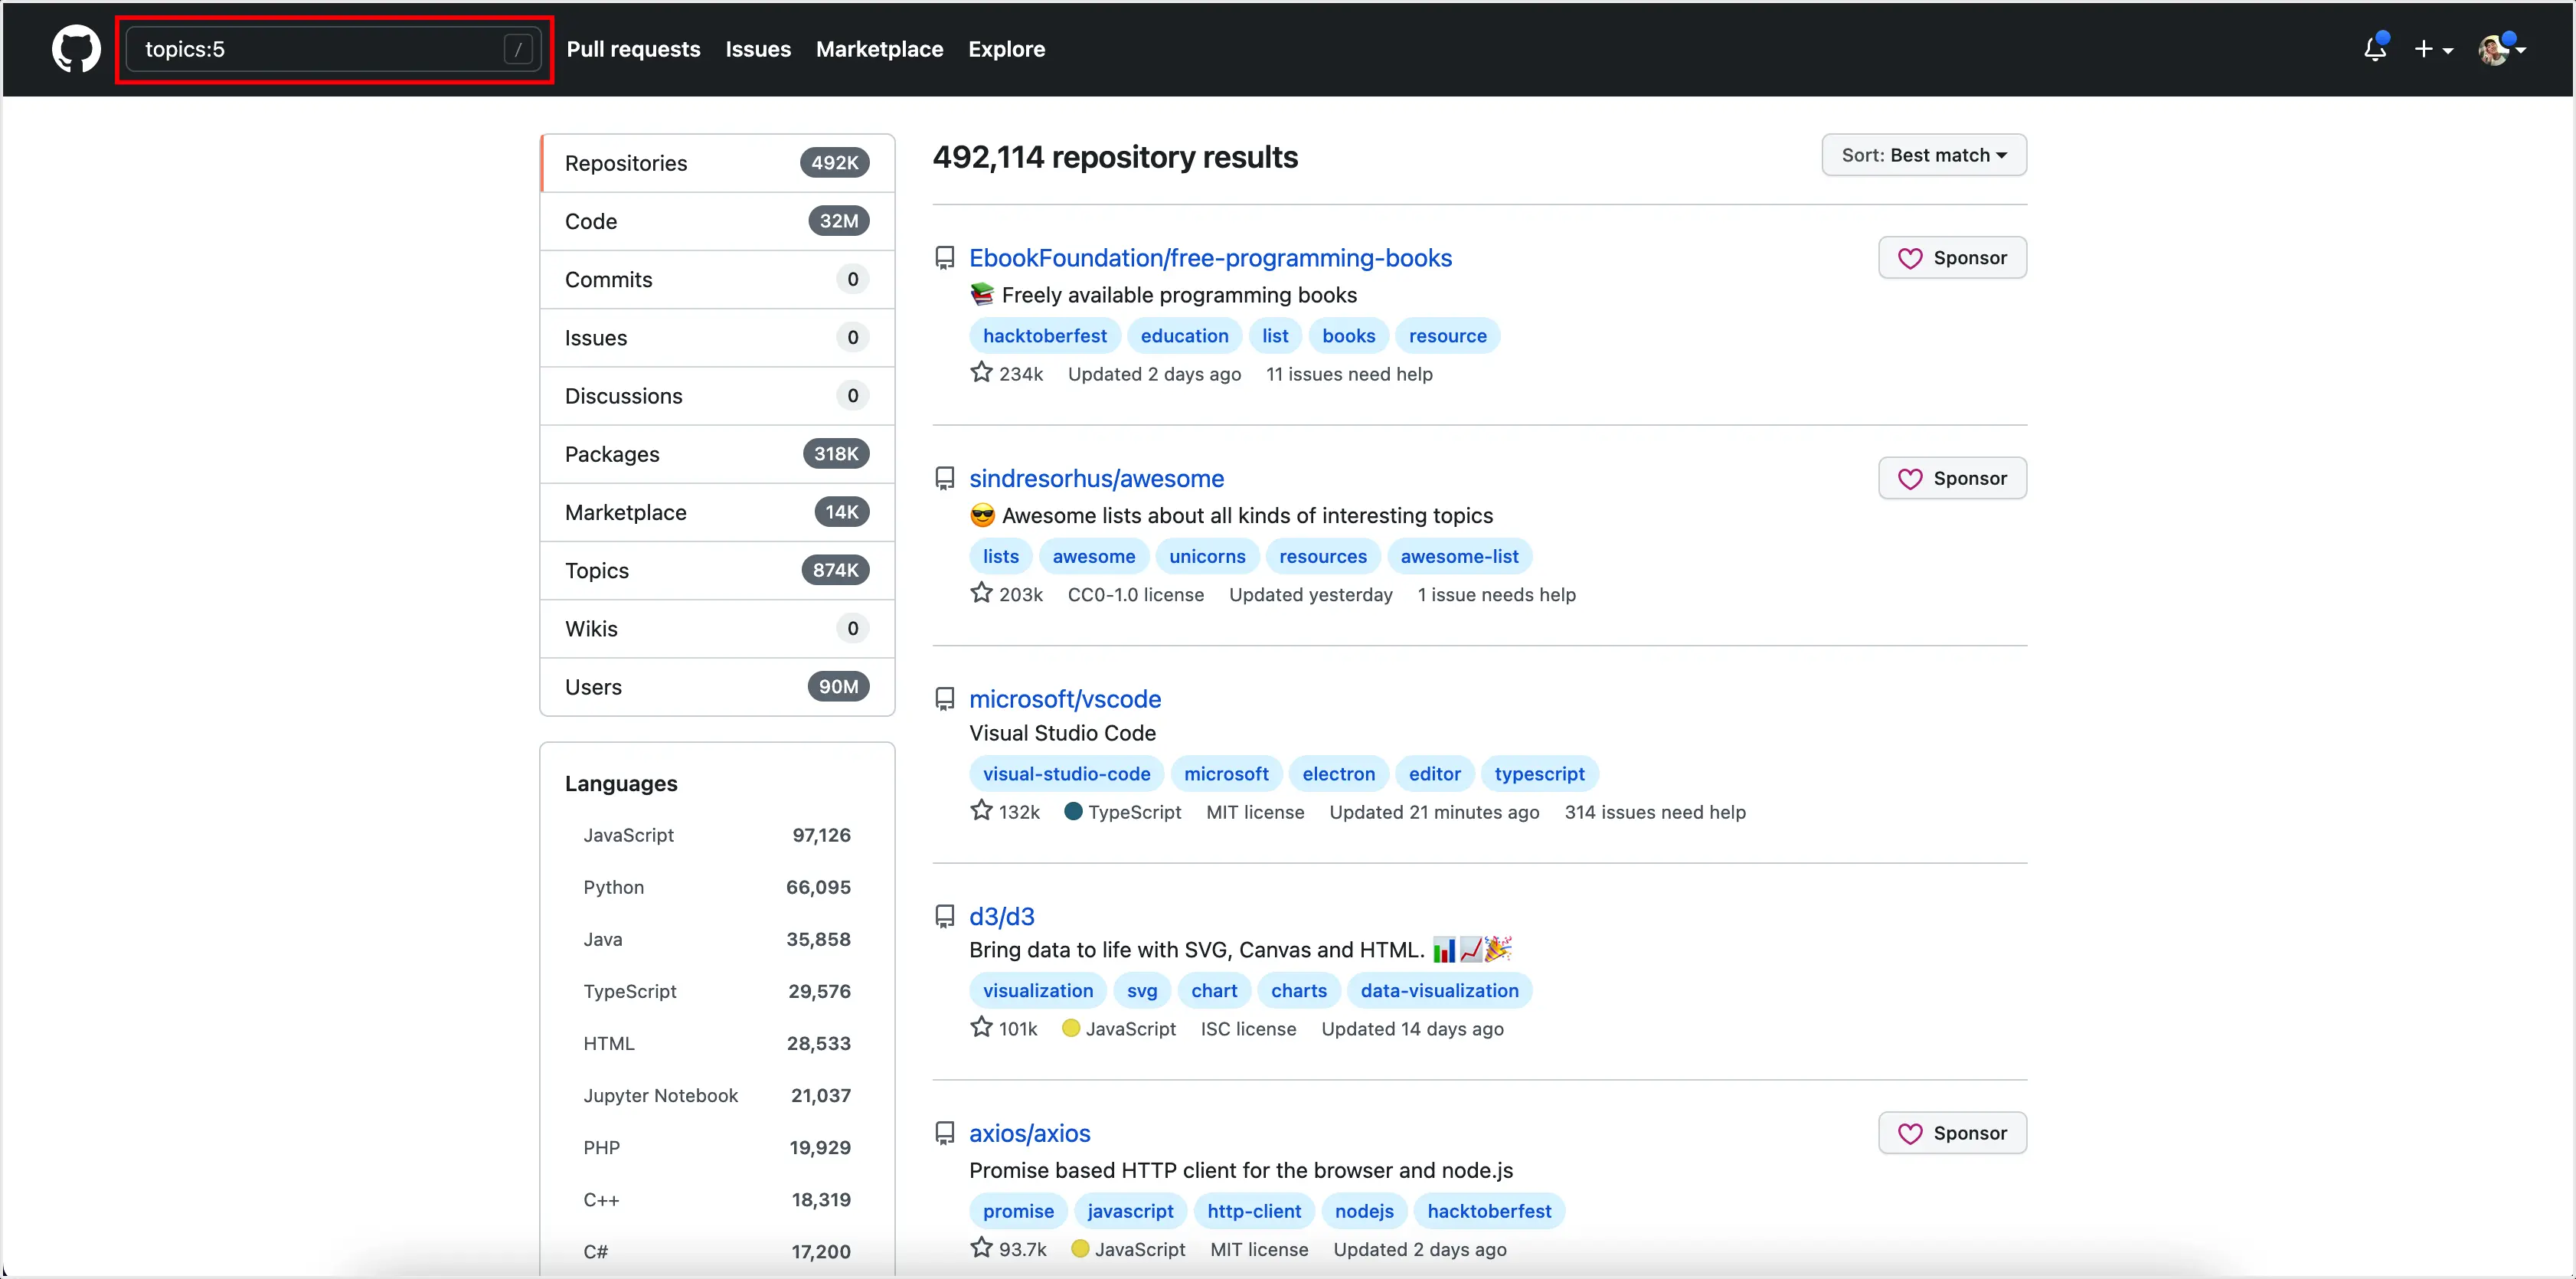 topics:5 /
Pull requests Issues Marketplace Explore
Repositories 492K
Code 32M
Commits 0
Issues 0
Discussions 0
Packages 318K
Marketplace 14K
Topics 874K
Wikis 0
Users 90M
Languages
JavaScript 97,126
Python 66,095
Java 35,858
TypeScript 29,576
HTML 28,533
Jupyter Notebook 21,037
PHP 19,929
C++ 18,319
C# 17,200
492,114 repository results
Sort: Best match
EbookFoundation/free-programming-books
Sponsor
📚 Freely available programming books
hacktoberfest education list books resource
234k Updated 2 days ago 11 issues need help
sindresorhus/awesome
Sponsor
😎 Awesome lists about all kinds of interesting topics
lists awesome unicorns resources awesome-list
203k CC0-1.0 license Updated yesterday 1 issue needs help
microsoft/vscode
Visual Studio Code
visual-studio-code microsoft electron editor typescript
132k TypeScript MIT license Updated 21 minutes ago 314 issues need help
d3/d3
Bring data to life with SVG, Canvas and HTML. 📊📈🎉
visualization svg chart charts data-visualization
101k JavaScript ISC license Updated 14 days ago
axios/axios
Sponsor
Promise based HTTP client for the browser and node.js
promise javascript http-client nodejs hacktoberfest
93.7k JavaScript MIT license Updated 2 days ago